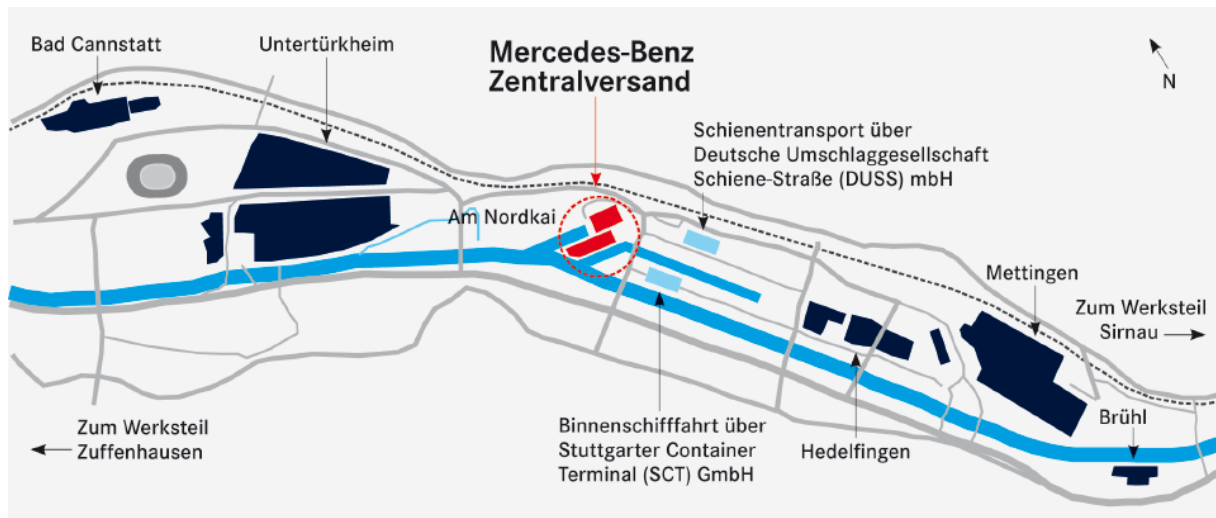 Bad Cannstatt
Untertürkheim
Mercedes-Benz
Zentralversand
N
Schienentransport über
Deutsche Umschlaggesellschaft
Schiene-Straße (DUSS) mbH
Am Nordkai
Mettingen
Zum Werksteil
Sirnau
Zum Werksteil
Zuffenhausen
Binnenschifffahrt über
Stuttgarter Container
Terminal (SCT) GmbH
Hedelfingen
Brühl